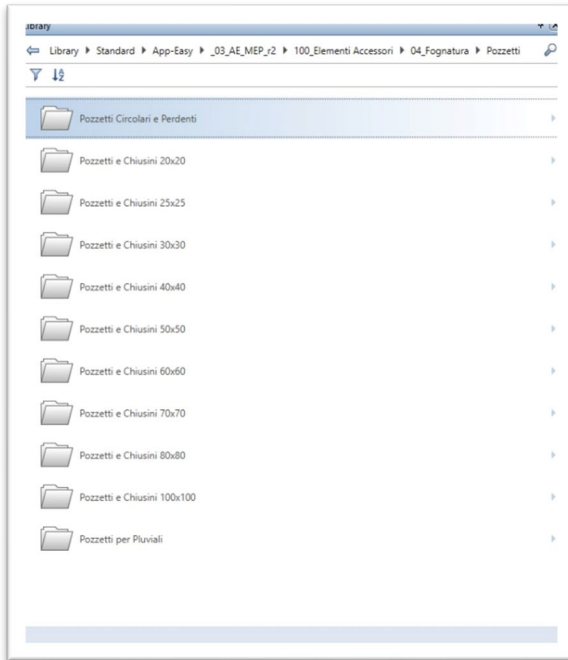 Library
Library Standard App-Easy _03_AE_MEP_r2 100_Elementi Accessori 04_Fognatura Pozzetti
Pozzetti Circolari e Perdenti
Pozzetti e Chiusini 20x20
Pozzetti e Chiusini 25x25
Pozzetti e Chiusini 30x30
Pozzetti e Chiusini 40x40
Pozzetti e Chiusini 50x50
Pozzetti e Chiusini 60x60
Pozzetti e Chiusini 70x70
Pozzetti e Chiusini 80x80
Pozzetti e Chiusini 100x100
Pozzetti per Pluviali